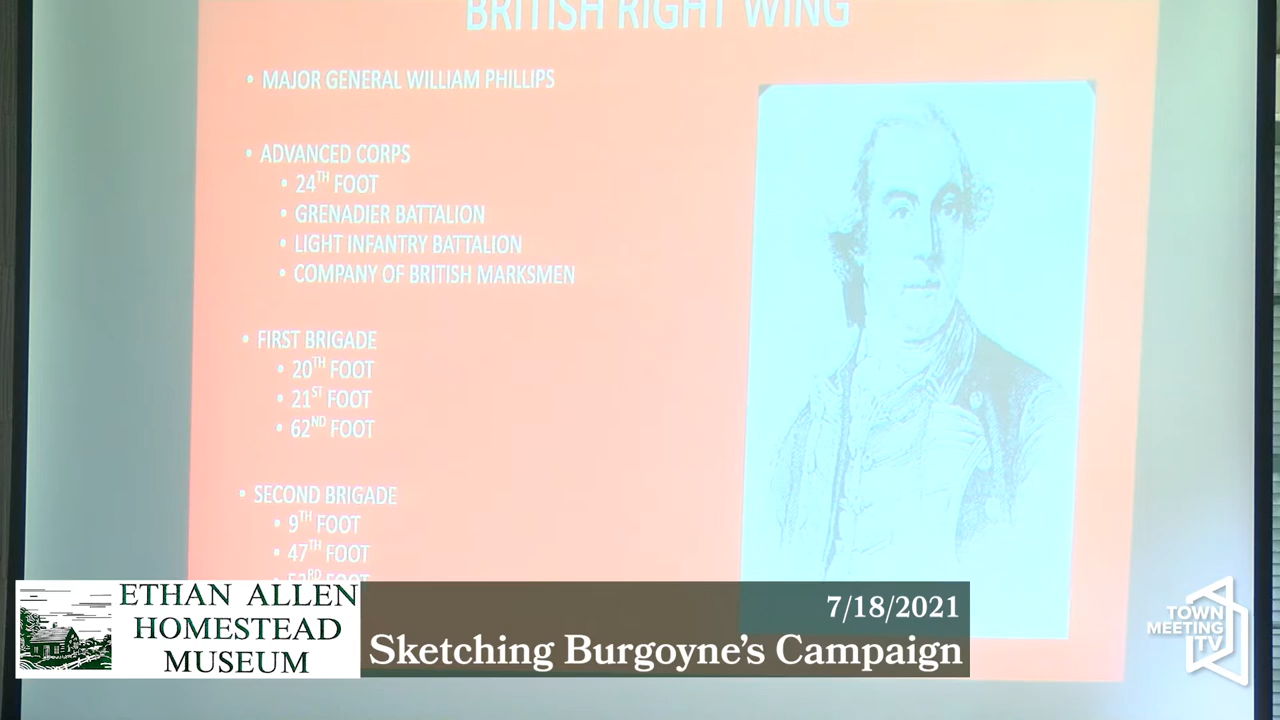 BRITISH RIGHT WING
• MAJOR GENERAL WILLIAM PHILLIPS
• ADVANCED CORPS
• 24TH FOOT
• GRENADIER BATTALION
• LIGHT INFANTRY BATTALION
• COMPANY OF BRITISH MARKSMEN
• FIRST BRIGADE
• 20TH FOOT
• 21ST FOOT
• 62ND FOOT
• SECOND BRIGADE
• 9TH FOOT
• 47TH FOOT
53RD FOOT
ETHAN ALLEN
HOMESTEAD
MUSEUM
7/18/2021
Sketching Burgoyne's Campaign
TOWN
MEETING
TV